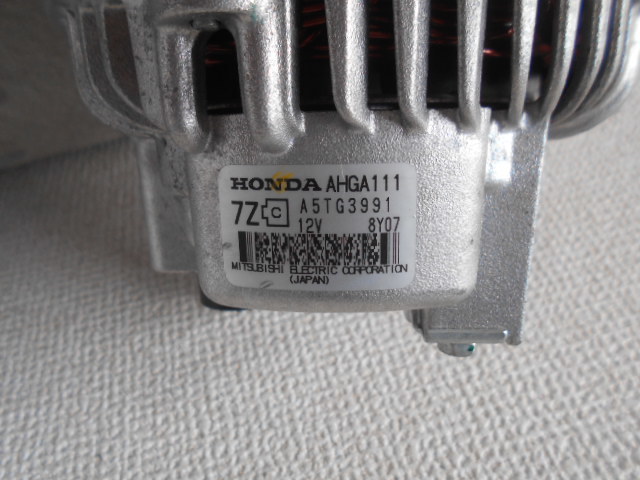 HONDA AHGA111
7Z C A5TG3991
12V 8Y07
MITSUBISHI ELECTRIC CORPORATION
(JAPAN)